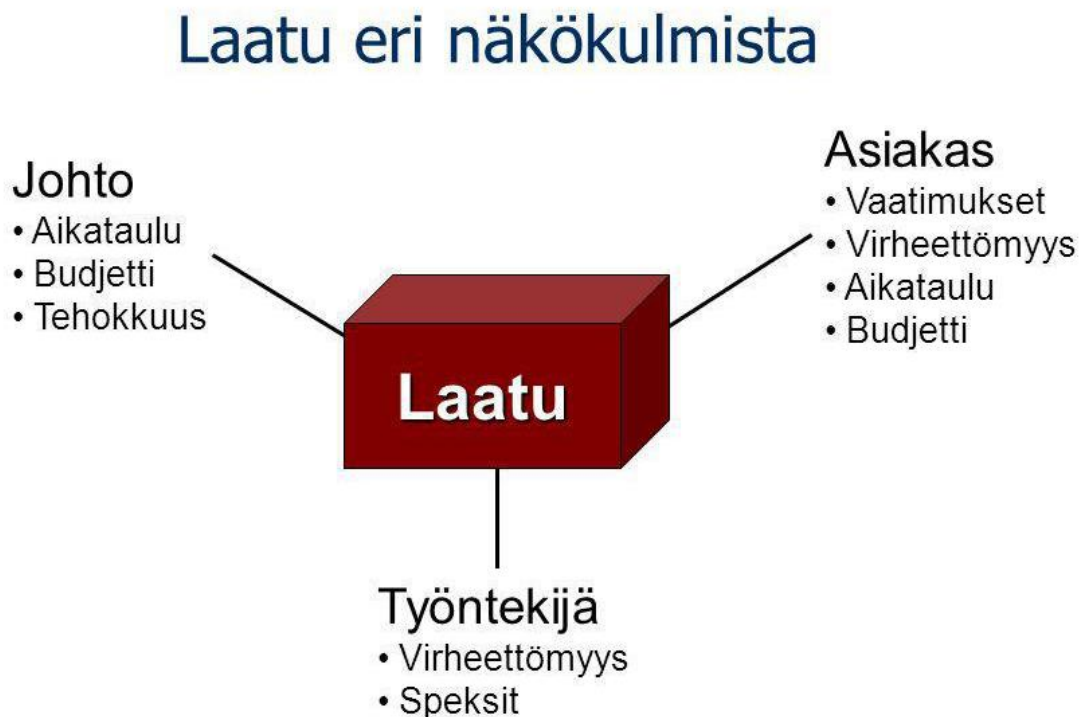 Laatu eri näkökulmista
Johto
• Aikataulu
• Budjetti
• Tehokkuus
Asiakas
• Vaatimukset
• Virheettömyys
• Aikataulu
• Budjetti
Laatu
Työntekijä
• Virheettömyys
• Speksit